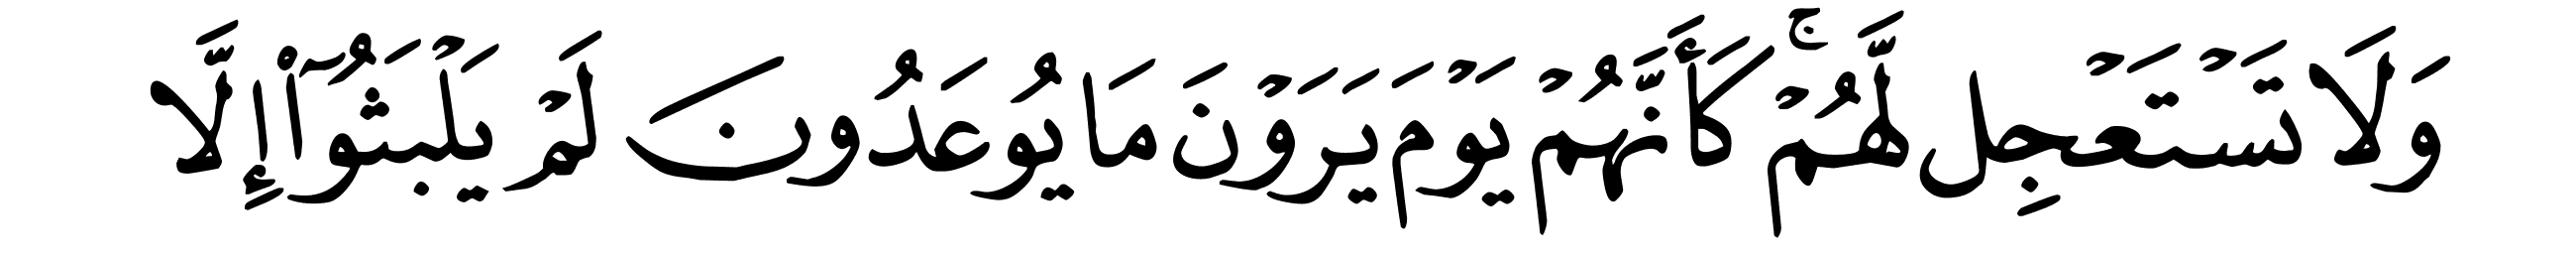 وَلَا تَسْتَعْجِل لَّهُمْ ۚ كَأَنَّهُمْ يَوْمَ يَرَوْنَ مَا يُوعَدُونَ لَمْ يَلْبَثُوٓا۟ إِلَّا